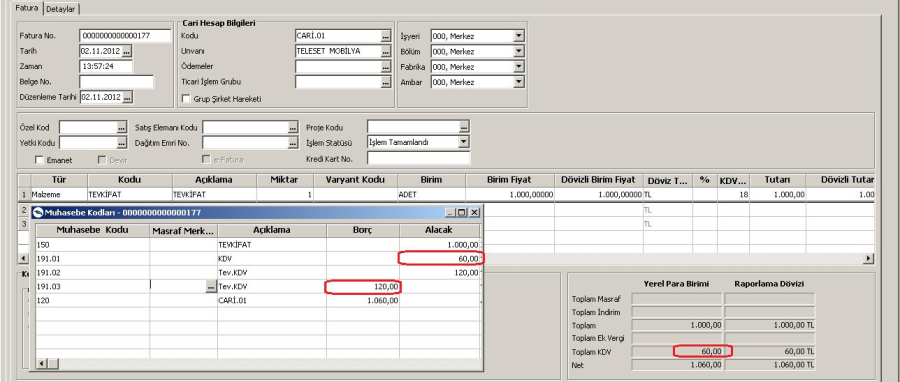 Fatura Detaylar
Cari Hesap Bilgileri
Fatura No. 0000000000000177 Kodu CARİ.01 ... İşyeri 000, Merkez
Tarih 02.11.2012 ... Unvanı TELESET MOBİLYA ... Bölüm 000, Merkez
Zaman 13:57:24 Ödemeler ... Fabrika 000, Merkez
Belge No. Ticari İşlem Grubu ... Ambar 000, Merkez
Düzenleme Tarihi 02.11.2012 ... Grup Şirket Hareketi
Özel Kod ... Satış Elemanı Kodu ... Proje Kodu ...
Yetki Kodu ... Dağıtım Emri No. ... İşlem Statüsü İşlem Tamamlandı
Emanet Devir e-Fatura Kredi Kart No.
Tür Kodu Açıklama Miktar Varyant Kodu Birim Birim Fiyat Dövizli Birim Fiyat Döviz T... % KDV... Tutarı Dövizli Tutar
1 Malzeme TEVKİFAT TEVKİFAT 1 ADET 1.000,00000 1.000,00000 TL 18 1.000,00 1.00
2 TL
3 TL
Muhasebe Kodları - 0000000000000177
Muhasebe Kodu Masraf Merk... Açıklama Borç Alacak
150 TEVKİFAT 1.000,00
191.01 KDV 60,00
191.02 Tev.KDV 120,00
191.03 ... Tev.KDV 120,00
120 CARİ.01 1.060,00
Yerel Para Birimi Raporlama Dövizi
Toplam Masraf
Toplam İndirim
Toplam 1.000,00 1.000,00 TL
Toplam Ek Vergi
Toplam KDV 60,00 60,00 TL
Net 1.060,00 1.060,00 TL